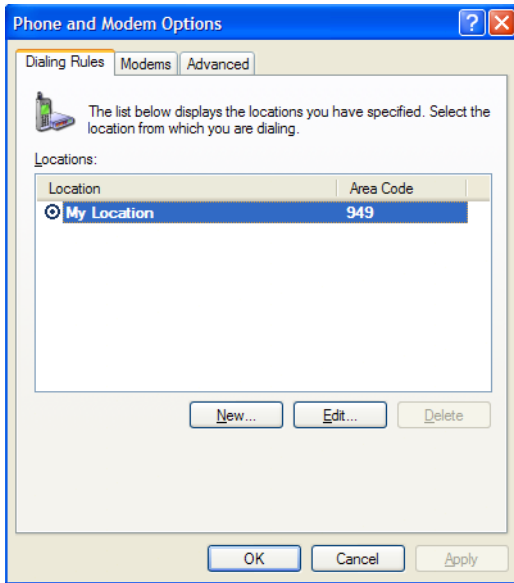 Phone and Modem Options
Dialing Rules Modems Advanced
The list below displays the locations you have specified. Select the
location from which you are dialing.
Locations:
Location Area Code
My Location 949
New... Edit... Delete
OK Cancel Apply